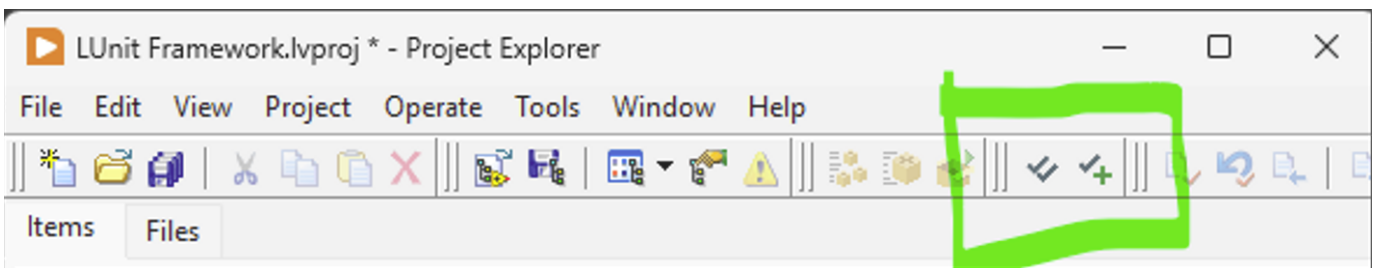 LUnit Framework.lvproj * - Project Explorer
File Edit View Project Operate Tools Window Help
Items Files